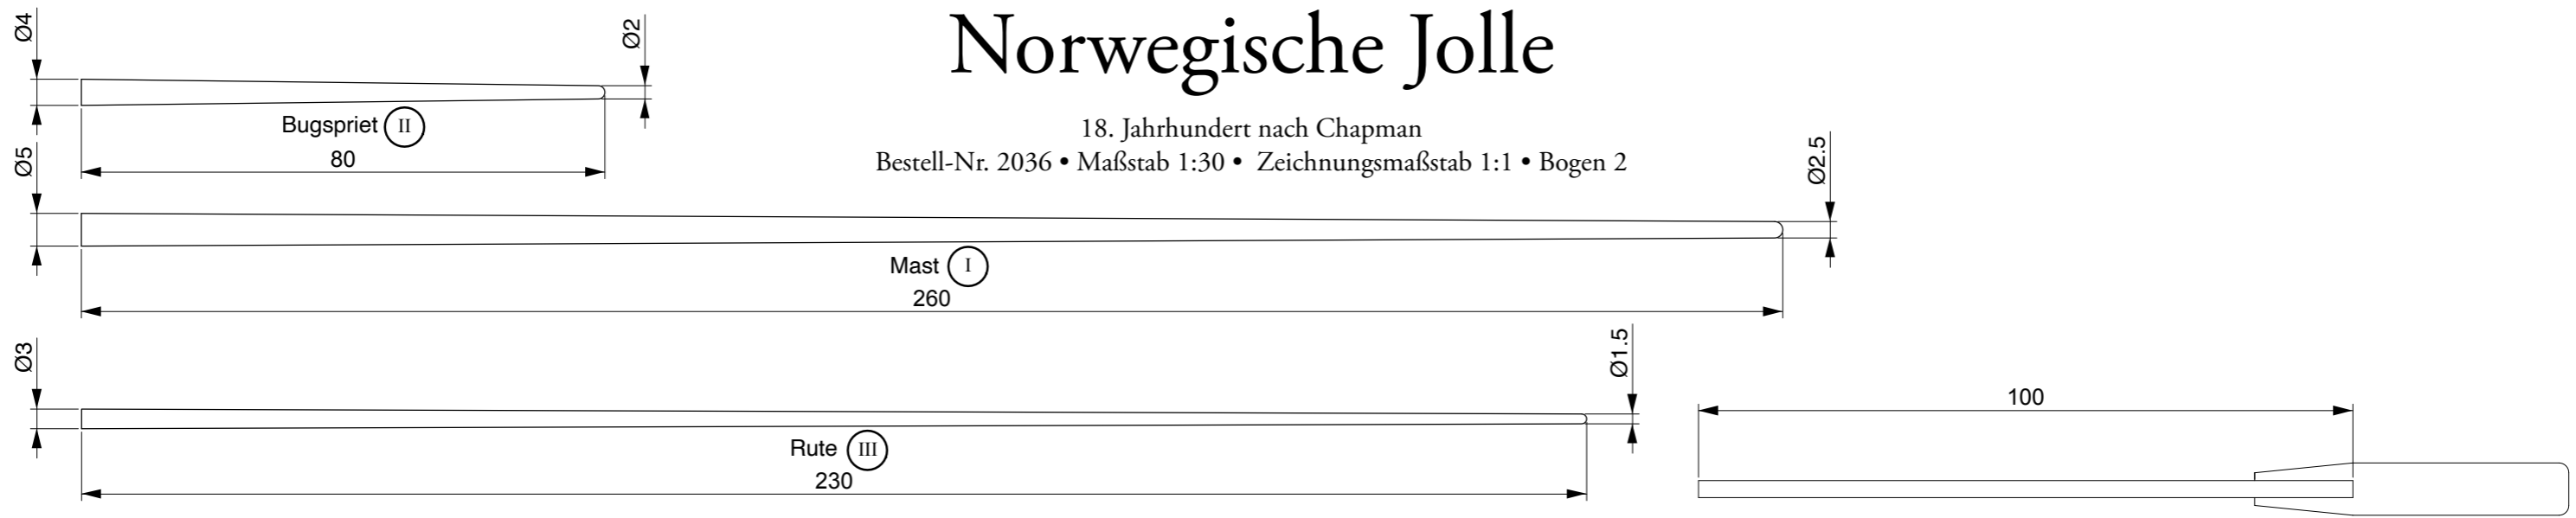 Norwegische Jolle
18. Jahrhundert nach Chapman
Bestell-Nr. 2036 • Maßstab 1:30 • Zeichnungsmaßstab 1:1 • Bogen 2
Ø4
Ø2
Bugspriet II
80
Ø5
Ø2.5
Mast I
260
Ø3
Ø1.5
Rute III
230
100